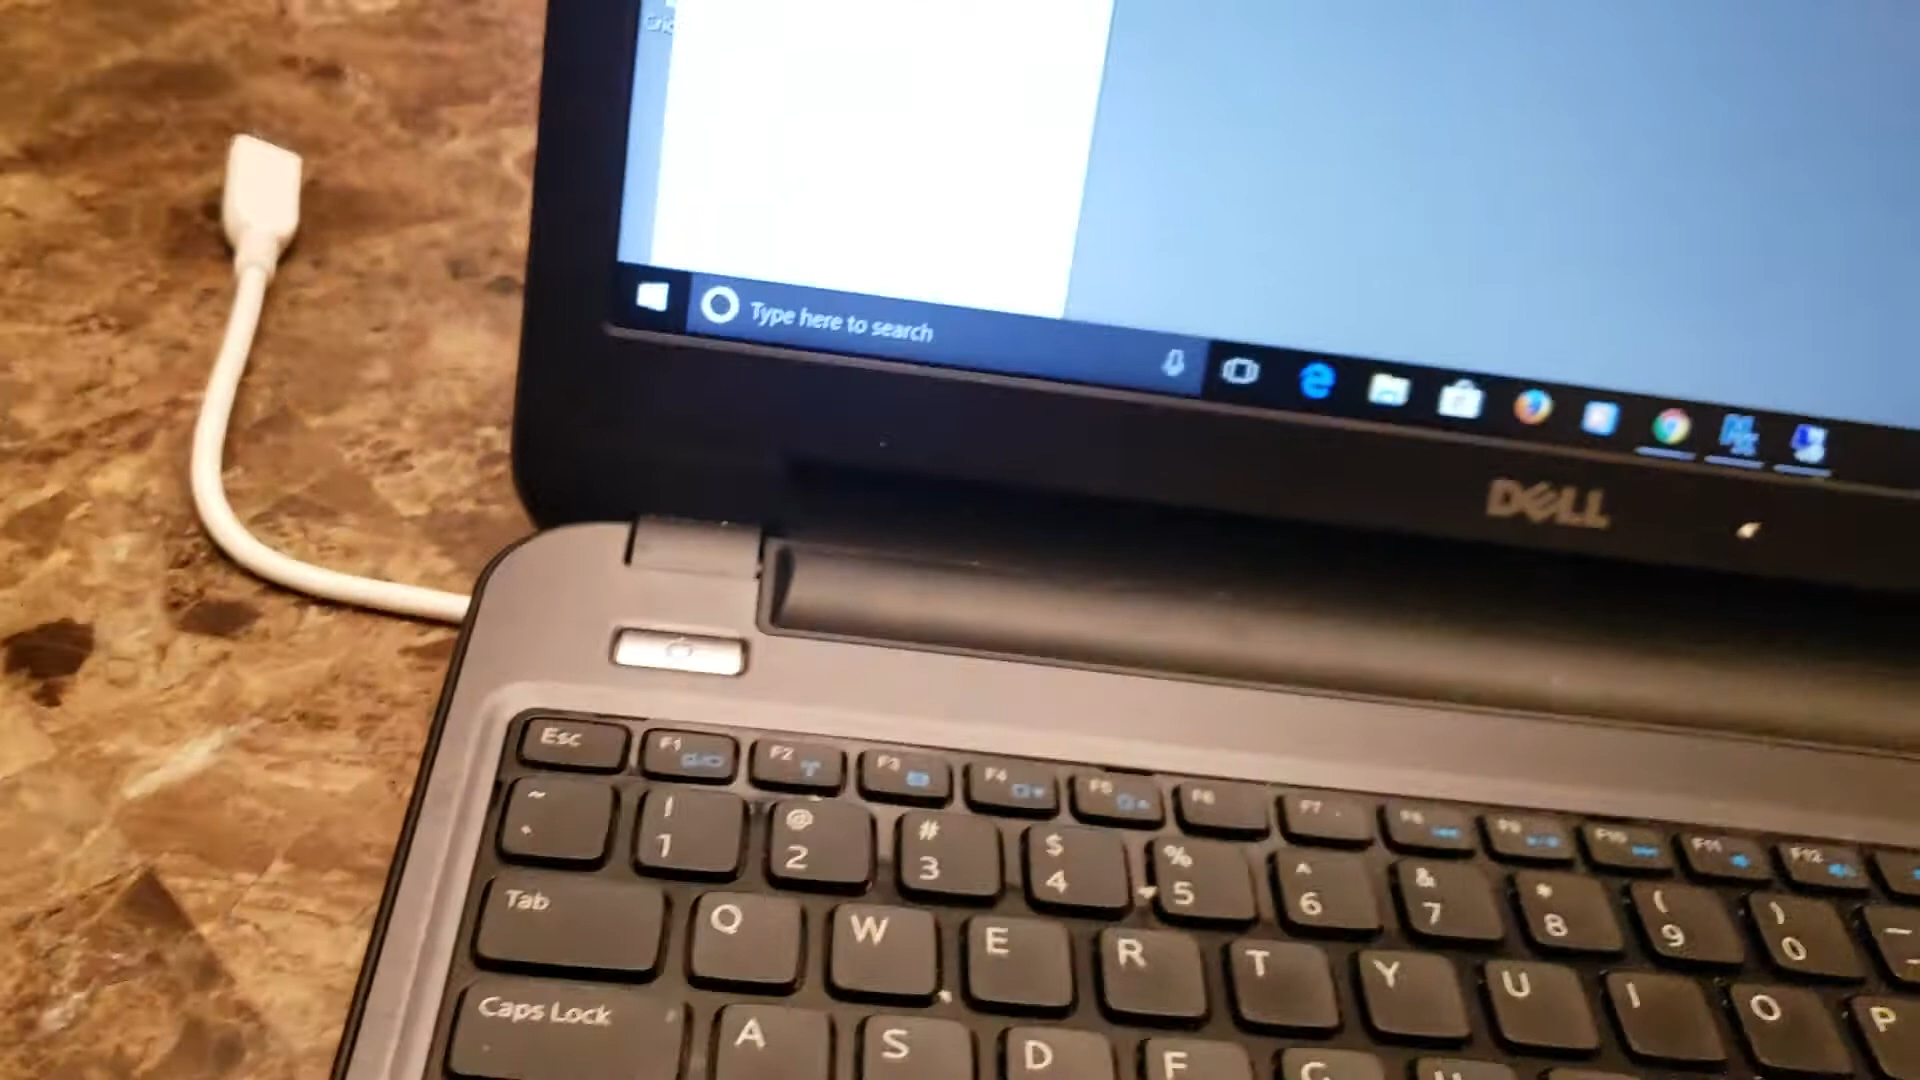 Type here to search
DELL
Esc F1 F2 F3 F4 F5 F6 F7 F8 F9 F10 F11 F12
~ ! @ # $ % ^ & * ( )
1 2 3 4 5 6 7 8 9 0
Tab Q W E R T Y U I O P
Caps Lock A S D F G